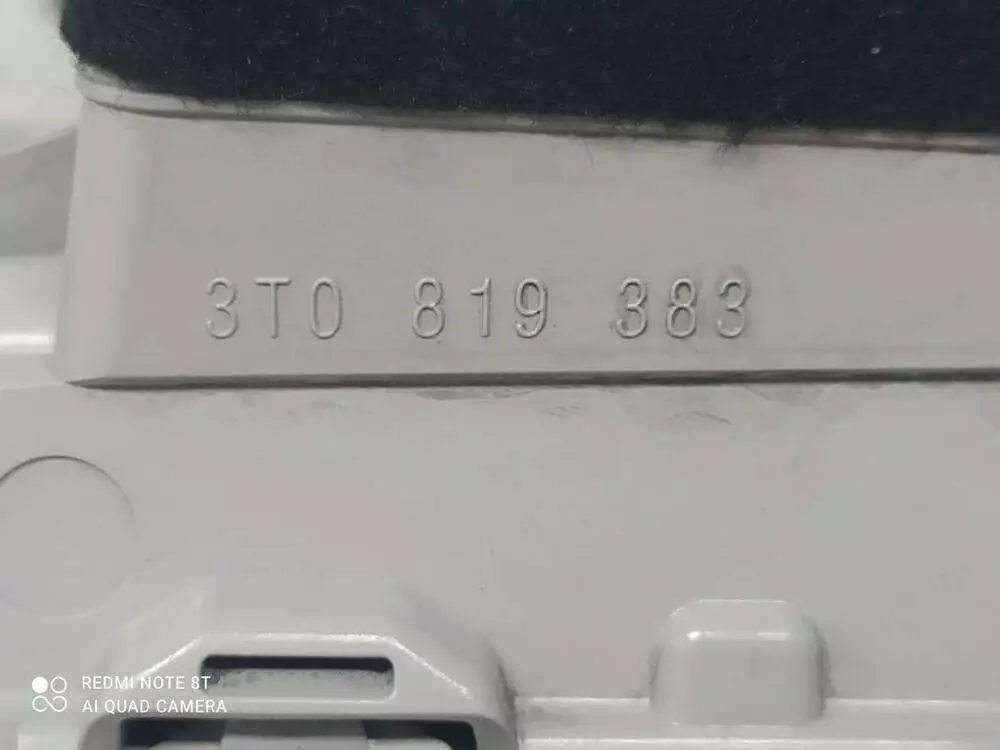 3T0 819 383
REDMI NOTE 8T
AI QUAD CAMERA